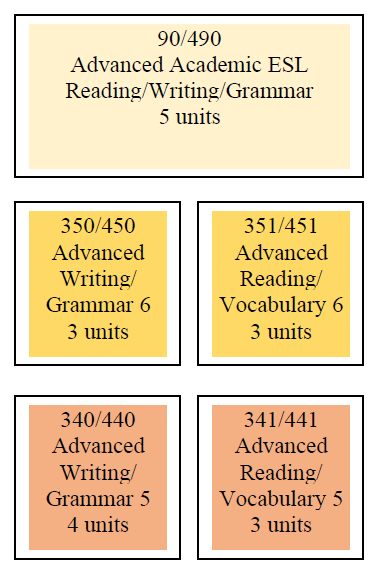 90/490
Advanced Academic ESL
Reading/Writing/Grammar
5 units
350/450
Advanced
Writing/
Grammar 6
3 units
351/451
Advanced
Reading/
Vocabulary 6
3 units
340/440
Advanced
Writing/
Grammar 5
4 units
341/441
Advanced
Reading/
Vocabulary 5
3 units